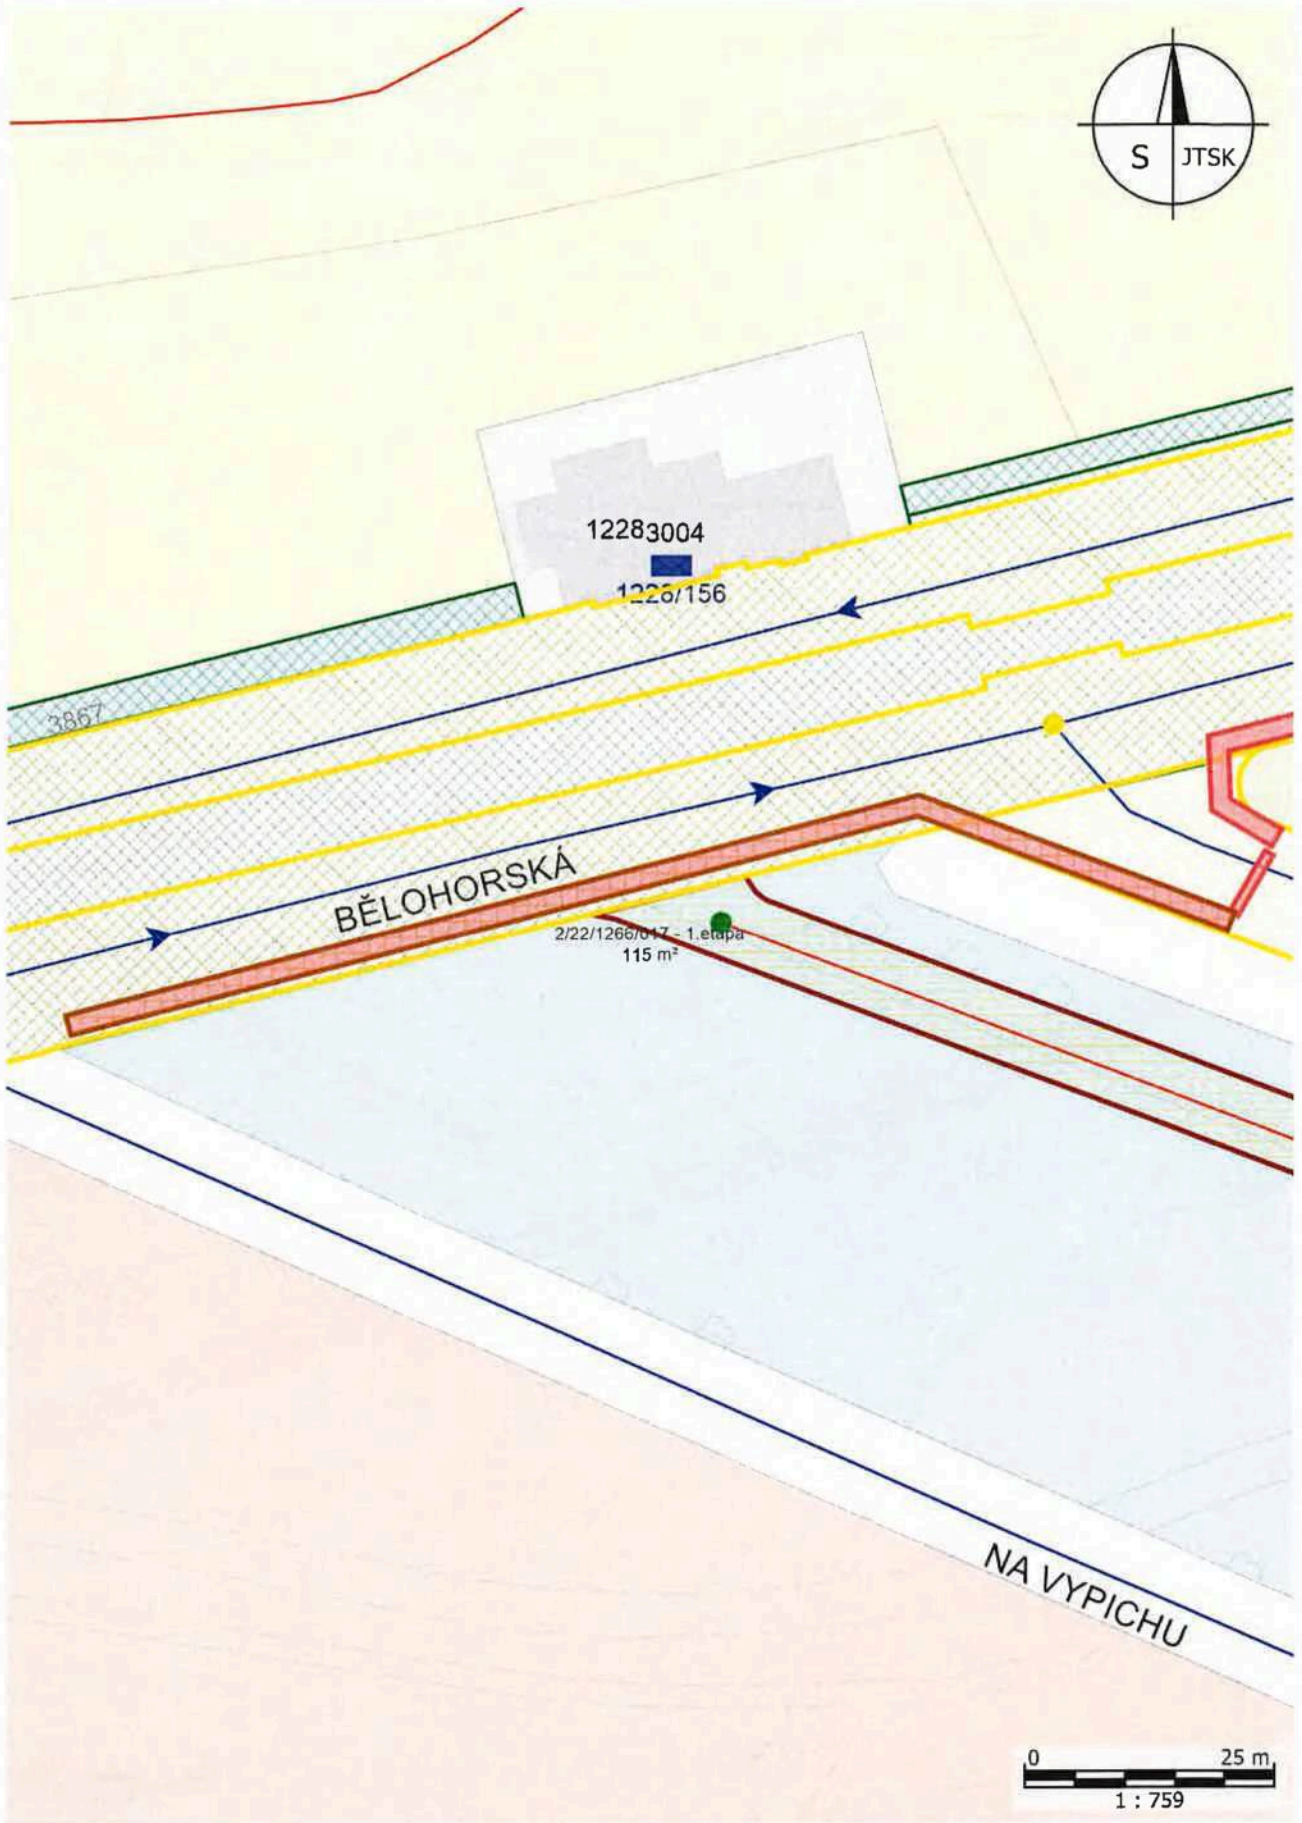 S JTSK
12283004
1228/156
3867
BĚLOHORSKÁ
2/22/1266/017 - 1.etapa
115 m²
NA VYPICHU
0 25 m
1 : 759